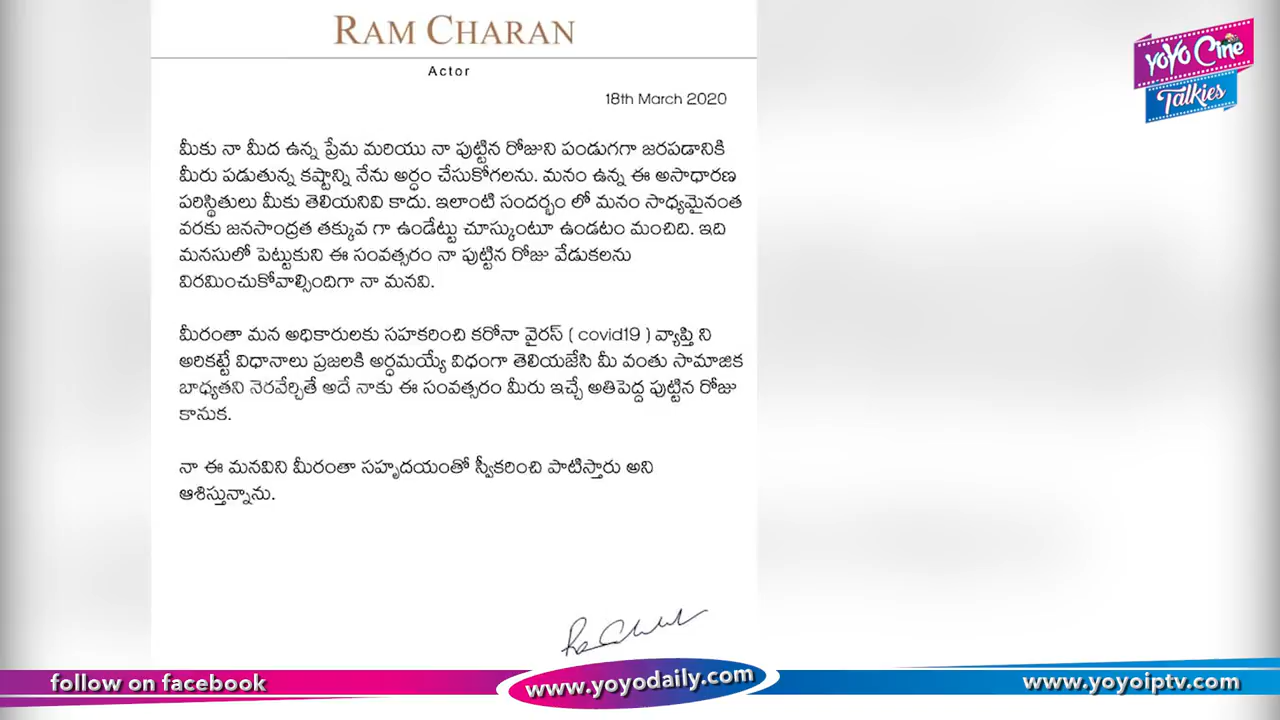 RAM CHARAN
Actor
18th March 2020
మీకు నా మీద ఉన్న ప్రేమ మరియు నా పుట్టిన రోజుని పండుగగా జరపడానికి
మీరు పడుతున్న కష్టాన్ని నేను అర్ధం చేసుకోగలను. మనం ఉన్న ఈ అసాధారణ
పరిస్థితులు మీకు తెలియనివి కాదు. ఇలాంటి సందర్భం లో మనం సాధ్యమైనంత
వరకు జనసాంద్రత తక్కువ గా ఉండేట్టు చూస్కుంటూ ఉండటం మంచిది. ఇది
మనసులో పెట్టుకుని ఈ సంవత్సరం నా పుట్టిన రోజు వేడుకలను
విరమించుకోవాల్సిందిగా నా మనవి.
మీరంతా మన అధికారులకు సహకరించి కరోనా వైరస్ ( covid19 ) వ్యాప్తి ని
అరికట్టే విధానాలు ప్రజలకి అర్ధమయ్యే విధంగా తెలియజేసి మీ వంతు సామాజిక
బాధ్యతని నెరవేర్చితే అదే నాకు ఈ సంవత్సరం మీరు ఇచ్చే అతిపెద్ద పుట్టిన రోజు
కానుక.
నా ఈ మనవిని మీరంతా సహృదయంతో స్వీకరించి పాటిస్తారు అని
ఆశిస్తున్నాను.
YOYO Cine
Talkies
follow on facebook
www.yoyodaily.com
www.yoyoiptv.com